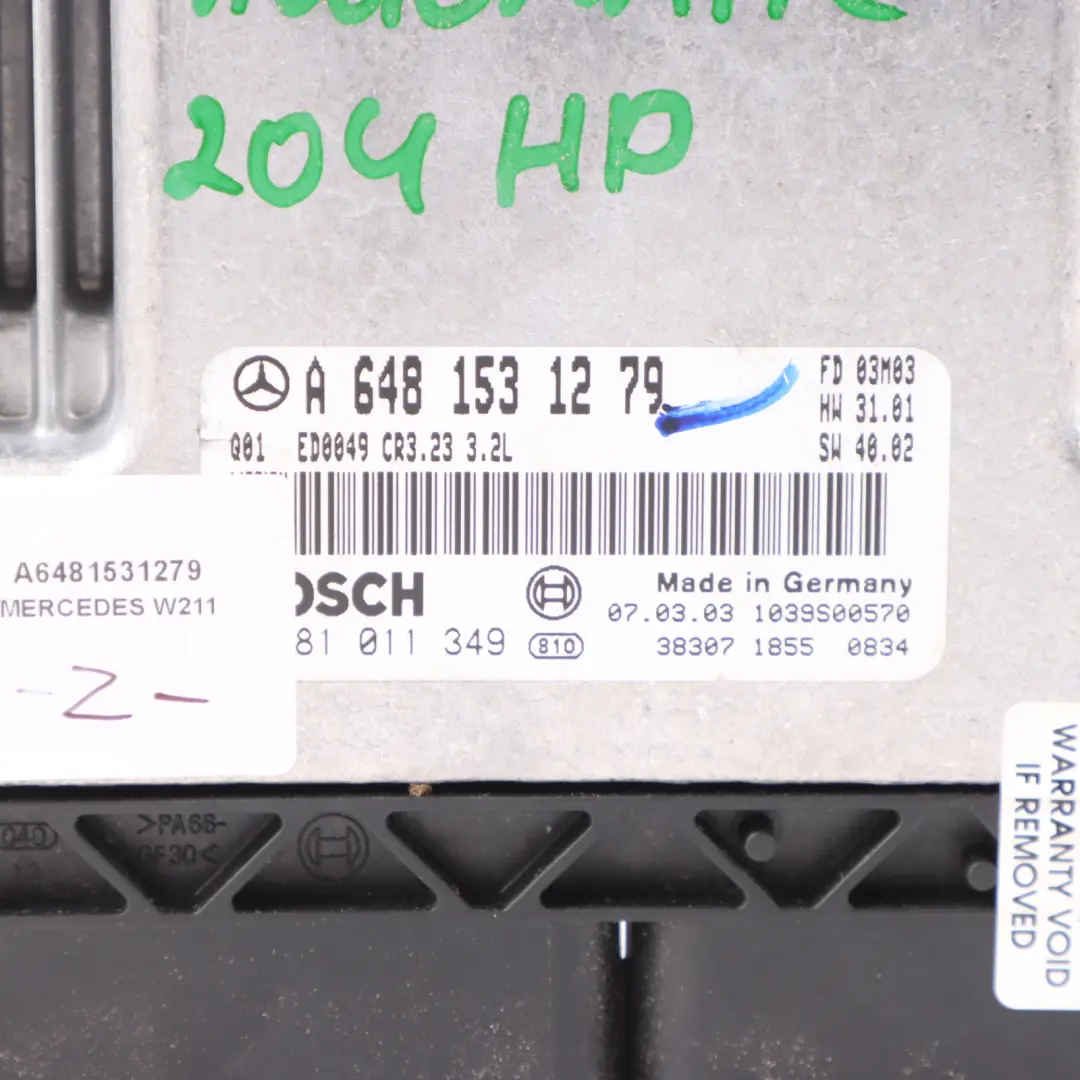 204 HP
A 648 153 12 79
FD 03M03
HW 31.01
Q01 ED0049 CR3.23 3.2L
SW 40.02
A6481531279
MERCEDES W211
-Z-
Made in Germany
07.03.03 1039S00570
81 011 349 810
38307 1855 0834
WARRANTY VOID
IF REMOVED
>PA66-
GF30<
040